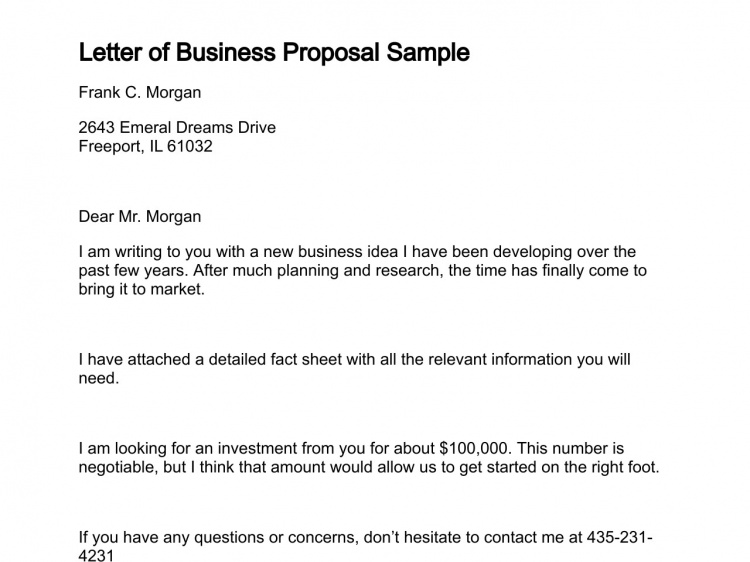 Letter of Business Proposal Sample
Frank C. Morgan
2643 Emeral Dreams Drive
Freeport, IL 61032
Dear Mr. Morgan
I am writing to you with a new business idea I have been developing over the
past few years. After much planning and research, the time has finally come to
bring it to market.
I have attached a detailed fact sheet with all the relevant information you will
need.
I am looking for an investment from you for about $100,000. This number is
negotiable, but I think that amount would allow us to get started on the right foot.
If you have any questions or concerns, don’t hesitate to contact me at 435-231-
4231